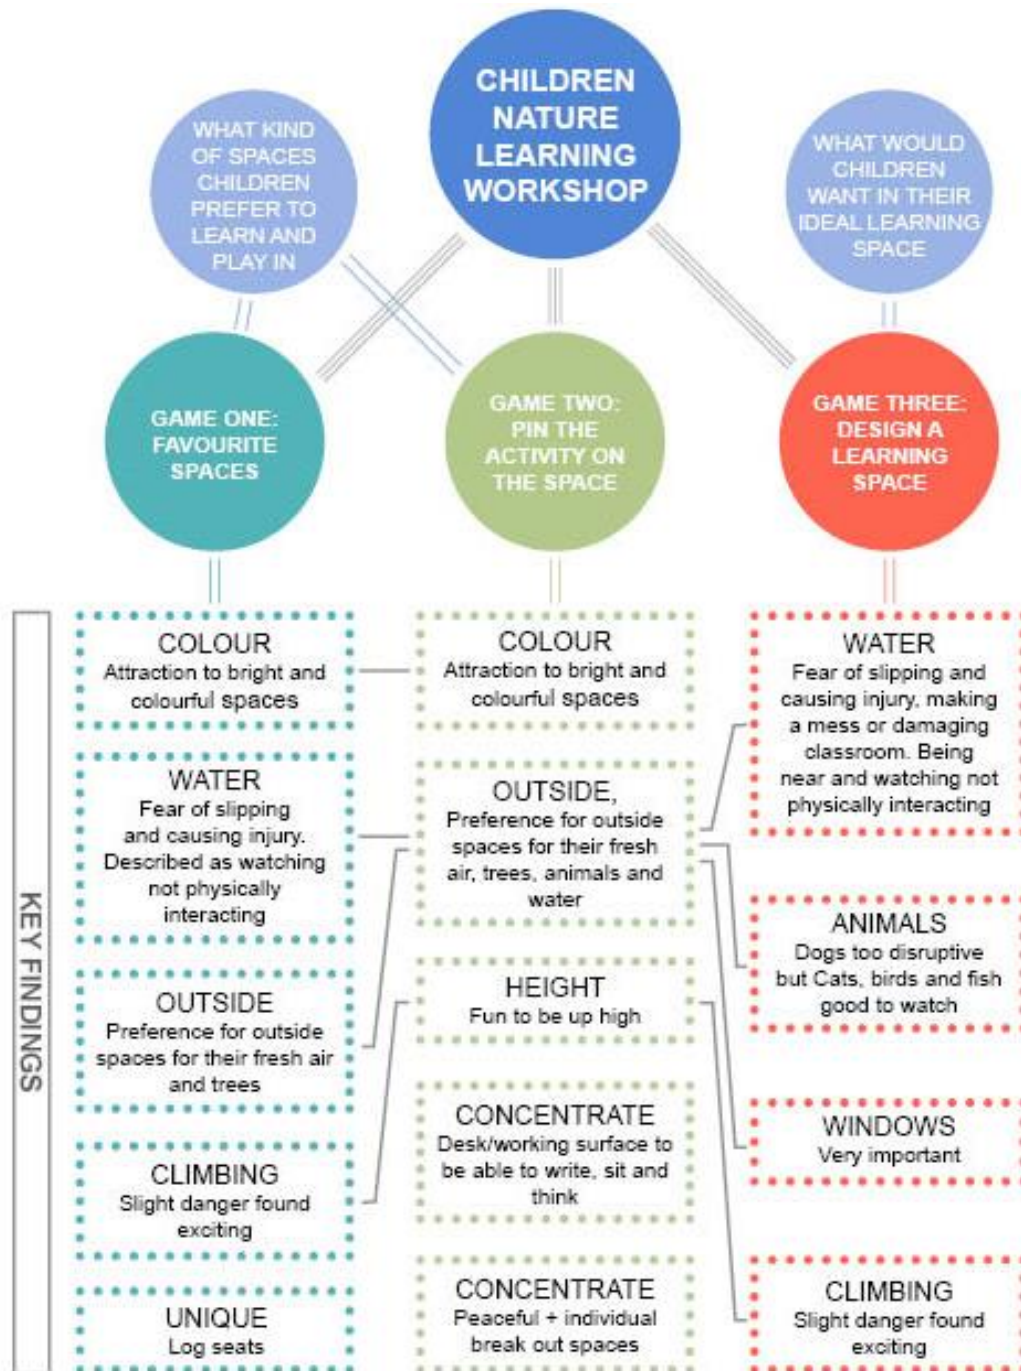 CHILDREN
NATURE
LEARNING
WORKSHOP
WHAT KIND
OF SPACES
CHILDREN
PREFER TO
LEARN AND
PLAY IN
WHAT WOULD
CHILDREN
WANT IN THEIR
IDEAL LEARNING
SPACE
GAME ONE:
FAVOURITE
SPACES
GAME TWO:
PIN THE
ACTIVITY ON
THE SPACE
GAME THREE:
DESIGN A
LEARNING
SPACE
KEY FINDINGS
COLOUR
Attraction to bright and
colourful spaces
WATER
Fear of slipping
and causing injury.
Described as watching
not physically
interacting
OUTSIDE
Preference for outside
spaces for their fresh air
and trees
CLIMBING
Slight danger found
exciting
UNIQUE
Log seats
COLOUR
Attraction to bright and
colourful spaces
OUTSIDE,
Preference for outside
spaces for their fresh
air, trees, animals and
water
HEIGHT
Fun to be up high
CONCENTRATE
Desk/working surface to
be able to write, sit and
think
CONCENTRATE
Peaceful + individual
break out spaces
WATER
Fear of slipping and
causing injury, making
a mess or damaging
classroom. Being
near and watching not
physically interacting
ANIMALS
Dogs too disruptive
but Cats, birds and fish
good to watch
WINDOWS
Very important
CLIMBING
Slight danger found
exciting